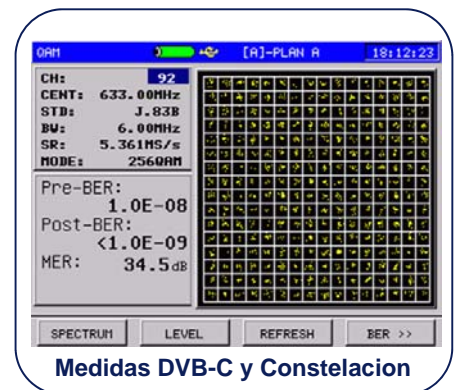 QAM [A]-PLAN A 18:12:23
CH: 92
CENT: 633.00MHz
STD: J.83B
BW: 6.00MHz
SR: 5.361MS/s
MODE: 256QAM
Pre-BER:
1.0E-08
Post-BER:
<1.0E-09
MER: 34.5dB
SPECTRUM LEVEL REFRESH BER >>
Medidas DVB-C y Constelacion